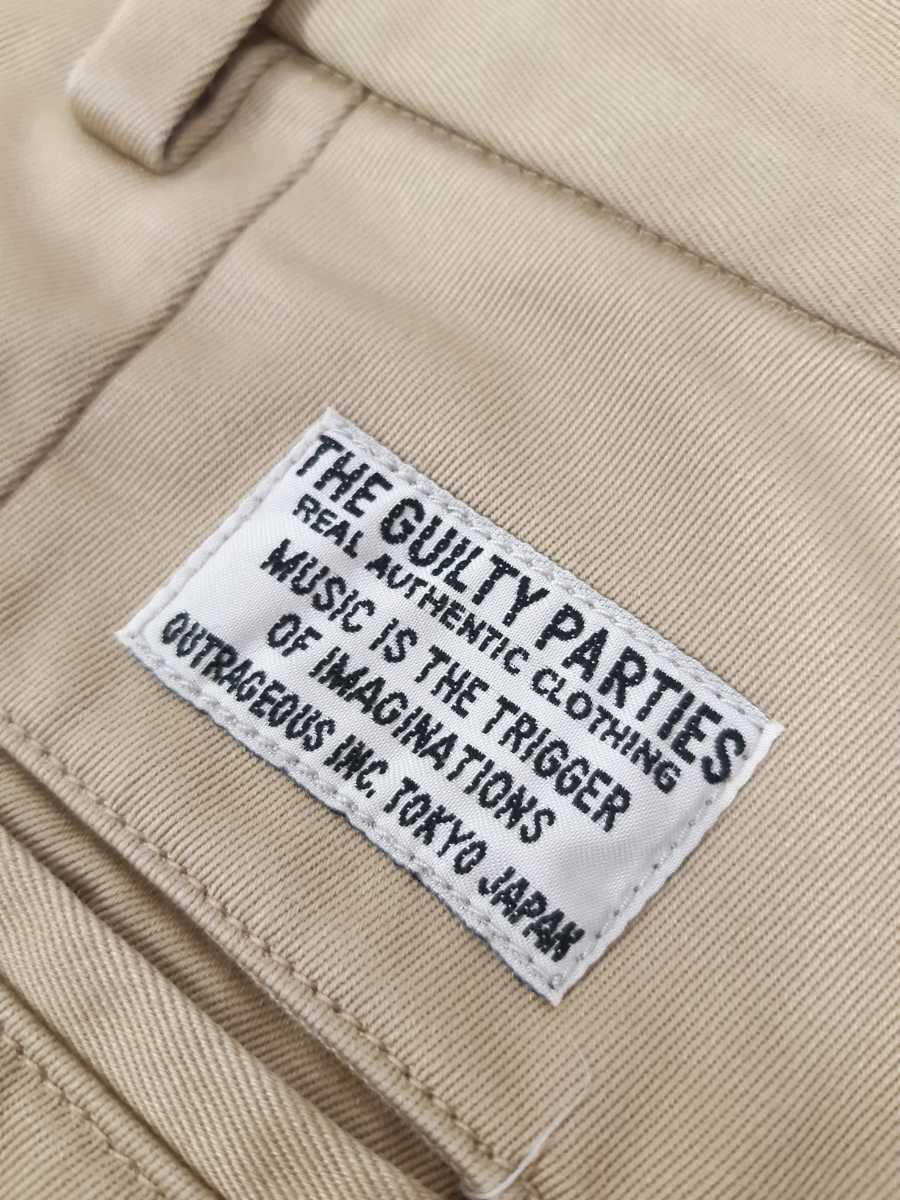 THE GUILTY PARTIES
REAL AUTHENTIC CLOTHING
MUSIC IS THE TRIGGER
OF IMAGINATIONS
OUTRAGEOUS INC. TOKYO JAPAN